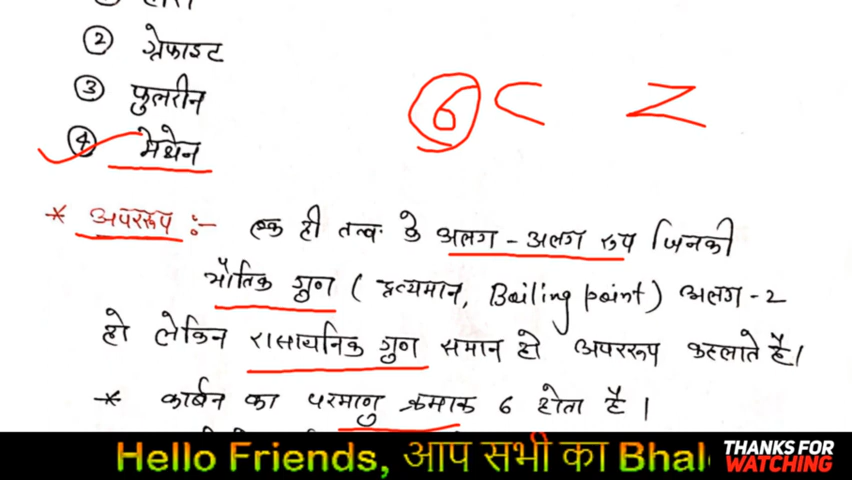 ② ग्रेफाइट
③ फुलरीन
④ मेथेन
6 C Z
* अपररूप :- एक ही तत्व के अलग-अलग रूप जिनकी
भौतिक गुण ( द्रव्यमान, Boiling point) अलग-2
हो लेकिन रासायनिक गुण समान हो अपररूप कहलाते है।
* कार्बन का परमाणु क्रमाक 6 होता है।
Hello Friends, आप सभी का Bhal
THANKS FOR
WATCHING